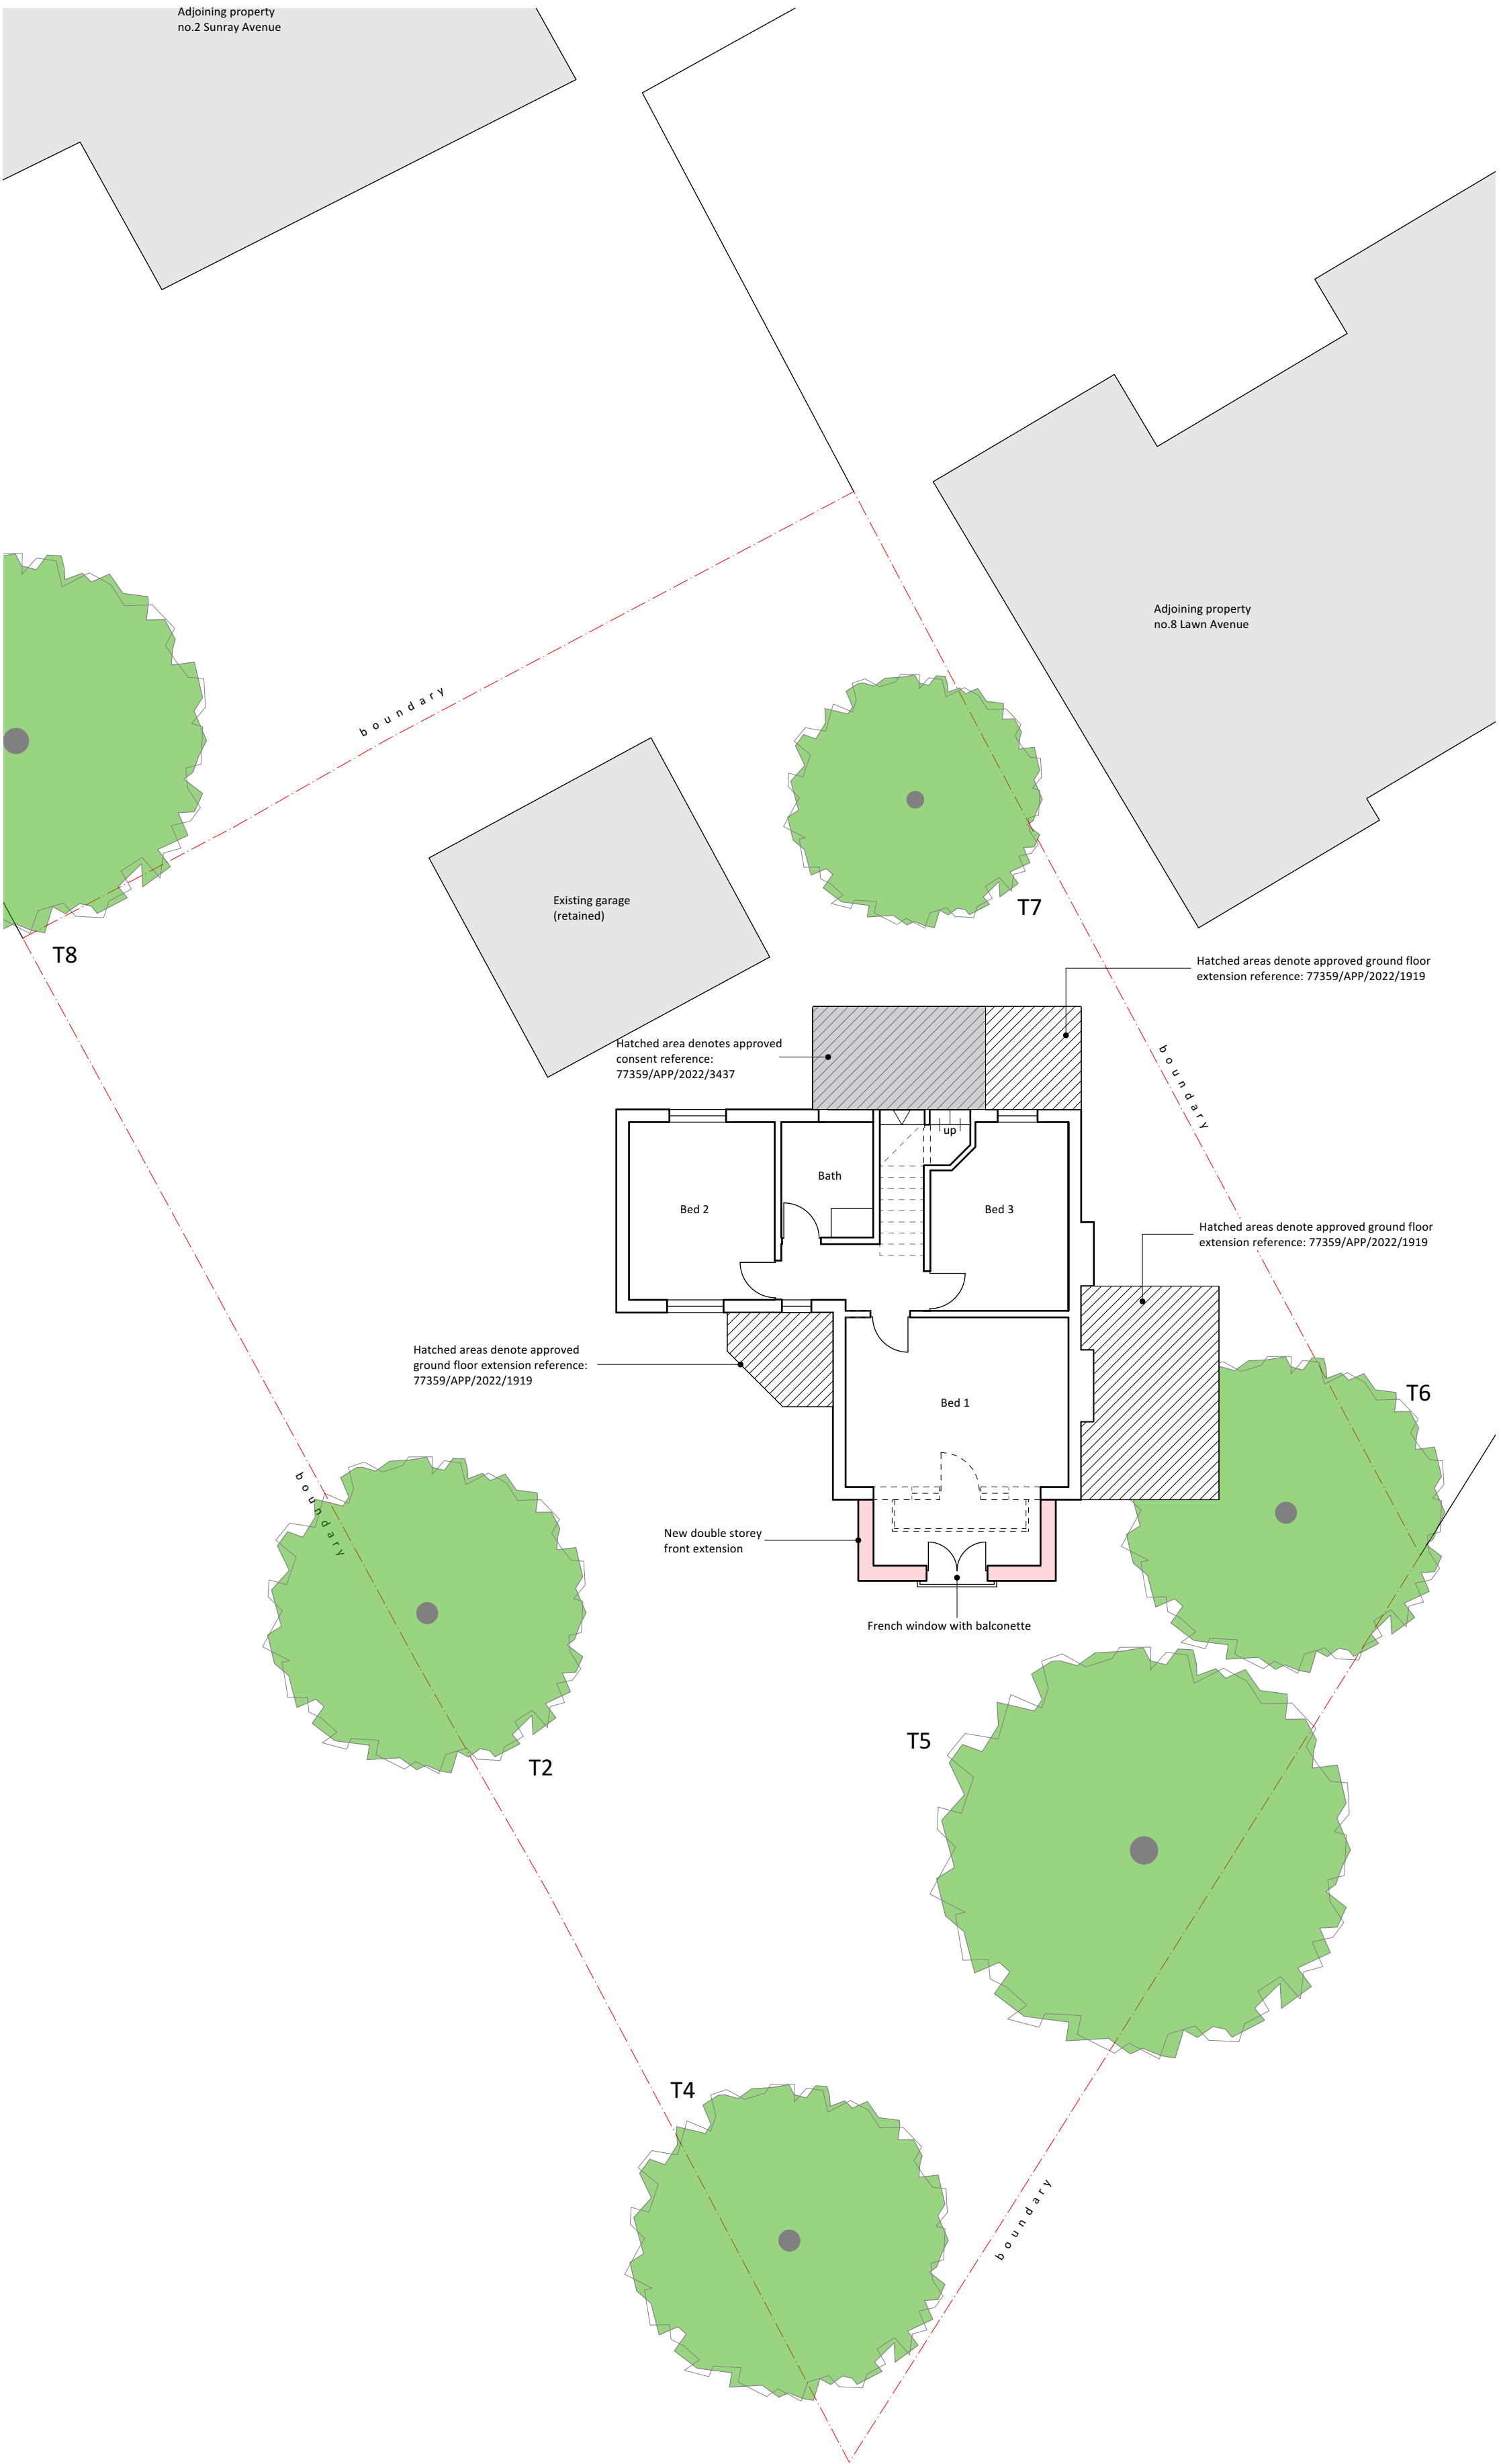 Adjoining property
no.2 Sunray Avenue
Adjoining property
no.8 Lawn Avenue
boundary
Existing garage
(retained)
T7
T8
Hatched areas denote approved ground floor
extension reference: 77359/APP/2022/1919
Hatched area denotes approved
consent reference:
77359/APP/2022/3437
boundary
up
Bath
Bed 2
Bed 3
Hatched areas denote approved ground floor
extension reference: 77359/APP/2022/1919
Hatched areas denote approved
ground floor extension reference:
77359/APP/2022/1919
Bed 1
T6
boundary
New double storey
front extension
French window with balconette
T5
T2
T4
boundary